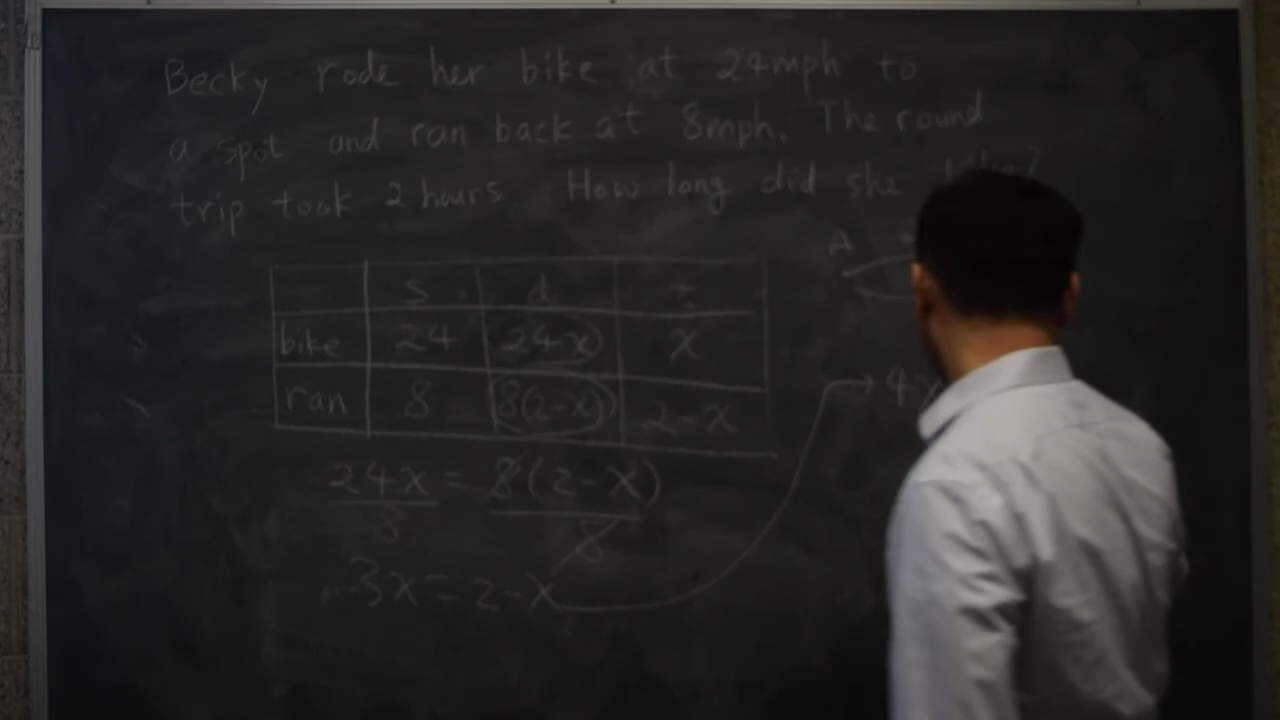 Becky rode her bike at 24mph to
a spot and ran back at 8mph. The round
trip took 2 hours. How long did she
A
s d t
bike 24 24x x
ran 8 8(2-x) 2-x
24x = 8(2-x)
8 8
3x = 2-x
4x